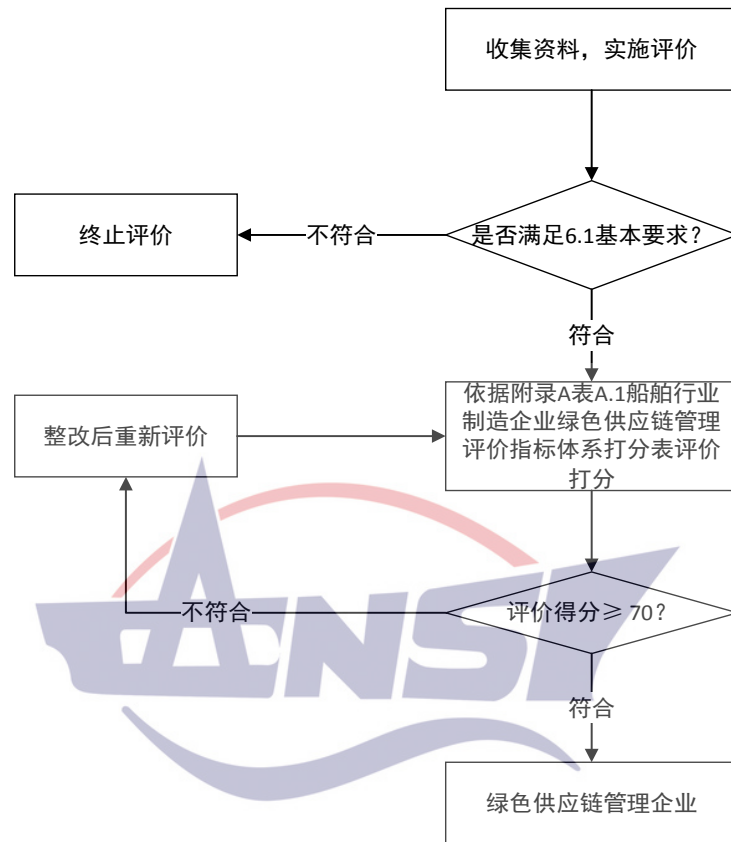 收集资料，实施评价
是否满足6.1基本要求？
不符合
终止评价
符合
依据附录A表A.1船舶行业
制造企业绿色供应链管理
评价指标体系打分表评价
打分
整改后重新评价
评价得分≥70？
不符合
符合
绿色供应链管理企业
ANSI